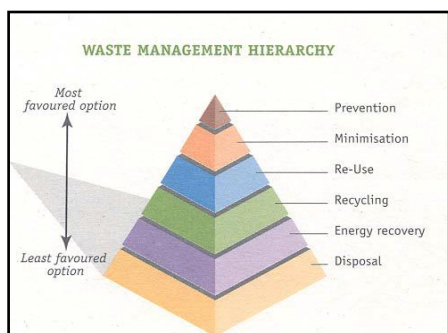 WASTE MANAGEMENT HIERARCHY
Most
favoured option
Prevention
Minimisation
Re-Use
Recycling
Energy recovery
Least favoured
option
Disposal